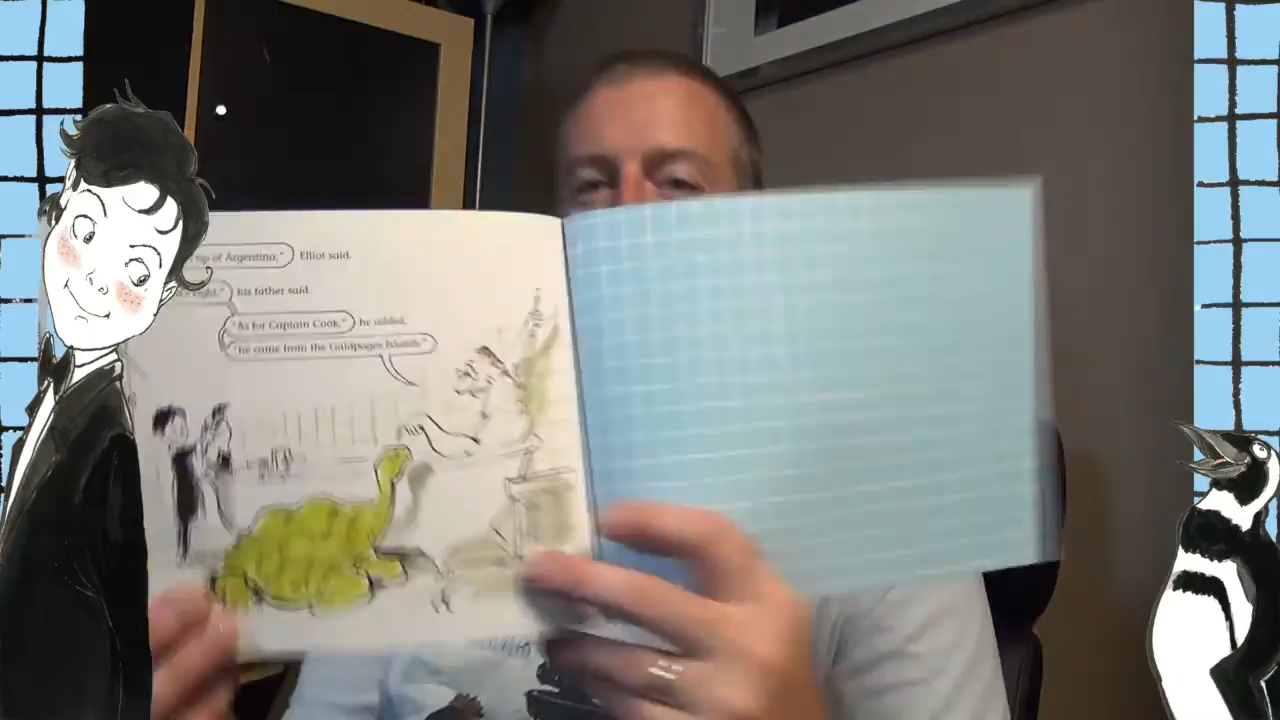 tip of Argentina," Elliot said.
right," his father said.
"As for Captain Cook," he added,
"he came from the Galápagos Islands."